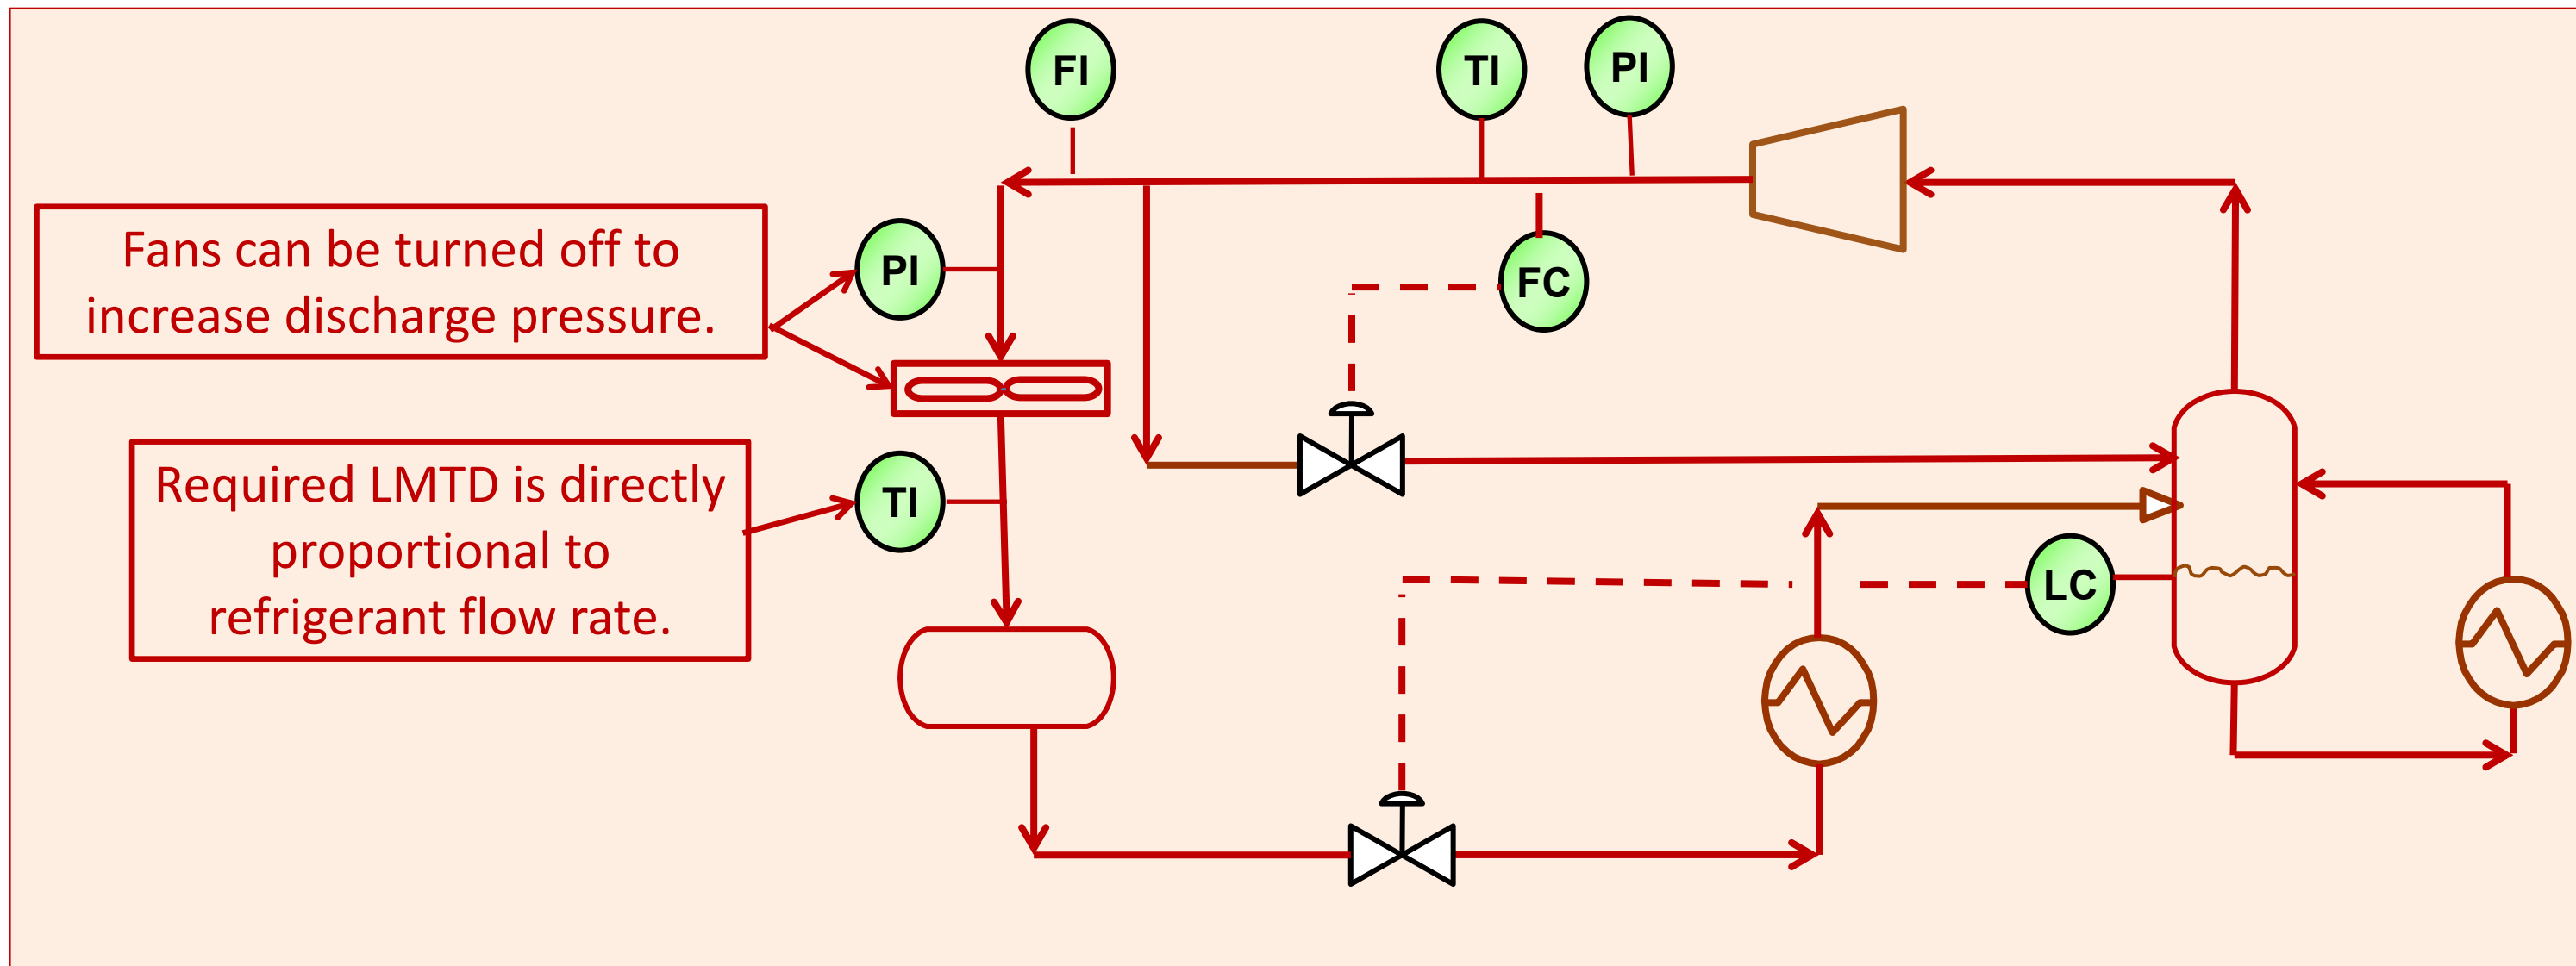 FI
TI
PI
Fans can be turned off to
increase discharge pressure.
PI
FC
Required LMTD is directly
proportional to
refrigerant flow rate.
TI
LC